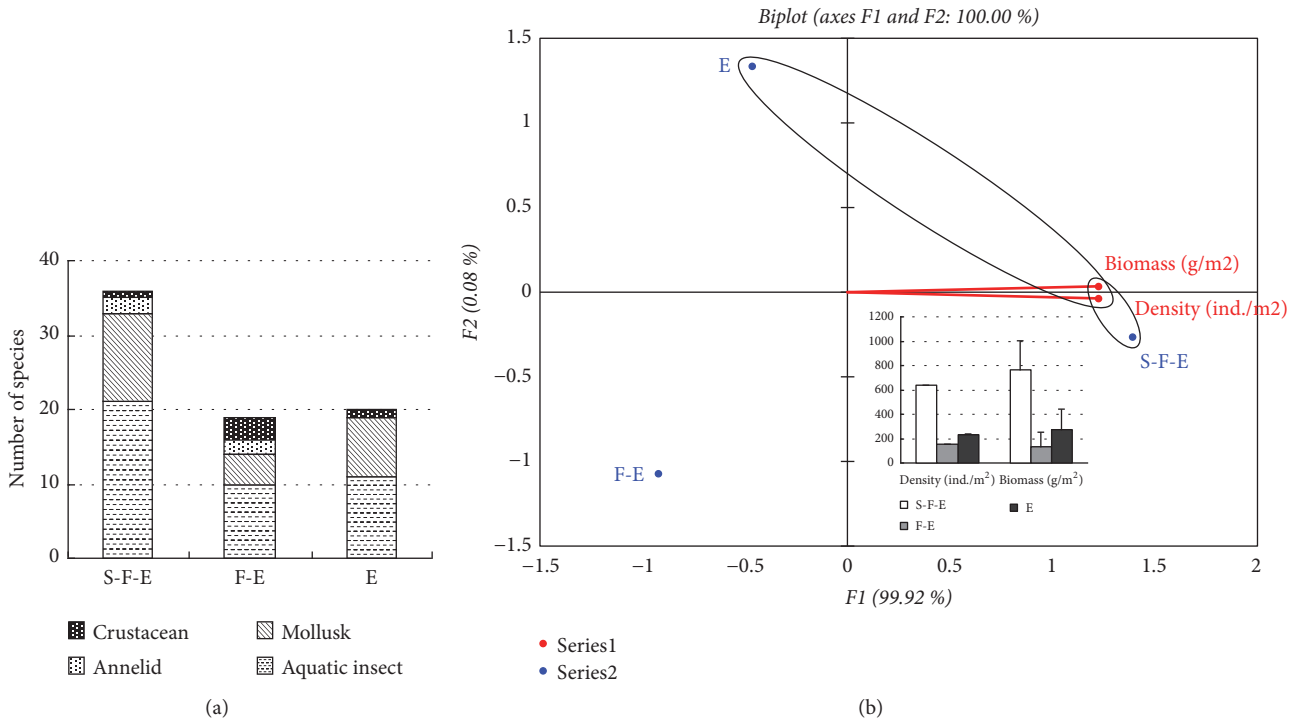 Number of species
40
30
20
10
0
S-F-E
F-E
E
Crustacean
Mollusk
Annelid
Aquatic insect
(a)
Biplot (axes F1 and F2: 100.00 %)
F2 (0.08 %)
1.5
1
0.5
0
−0.5
−1
−1.5
−1.5
−1
−0.5
0
0.5
1
1.5
2
F1 (99.92 %)
E
F-E
S-F-E
Biomass (g/m2)
Density (ind./m2)
1200
1000
800
600
400
200
0
Density (ind./m²)
Biomass (g/m²)
S-F-E
E
F-E
Series1
Series2
(b)